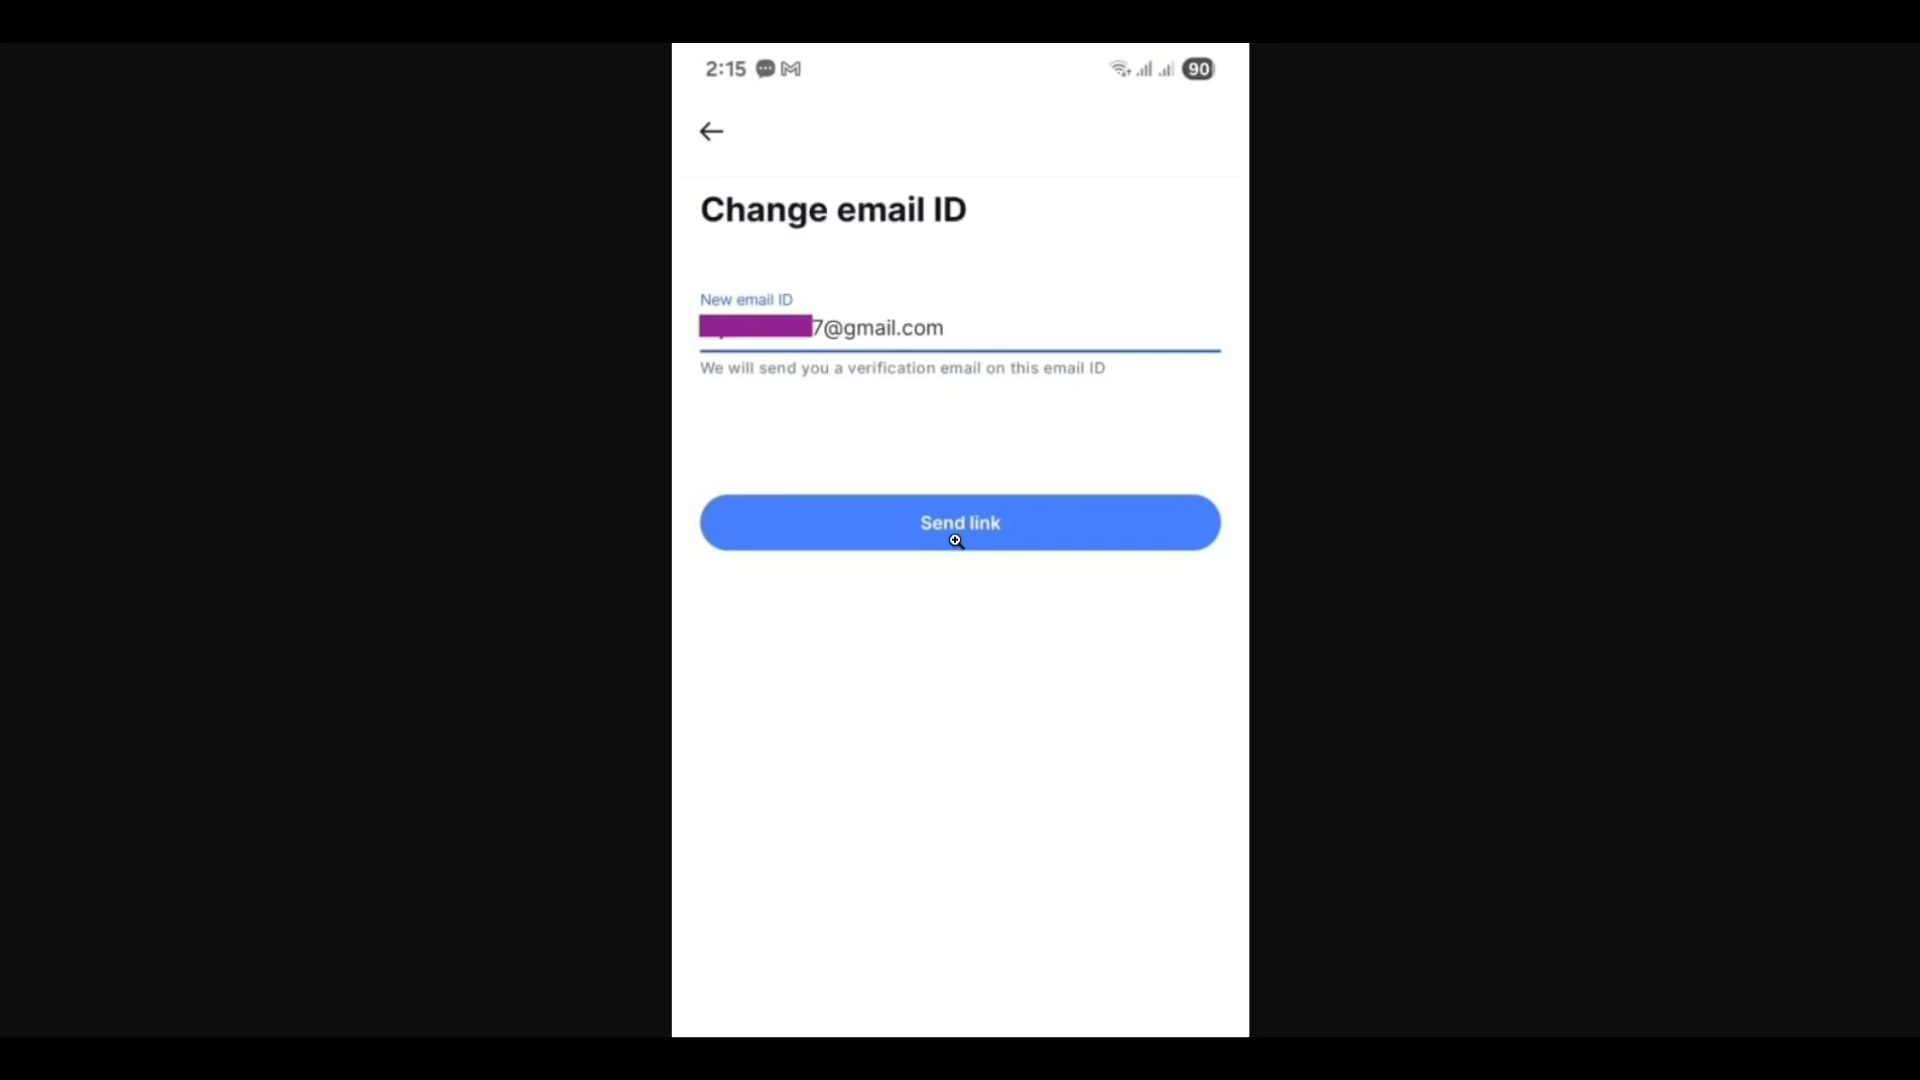 2:15
90
Change email ID
New email ID
7@gmail.com
We will send you a verification email on this email ID
Send link